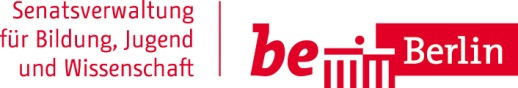 Senatsverwaltung
für Bildung, Jugend
und Wissenschaft
be Berlin